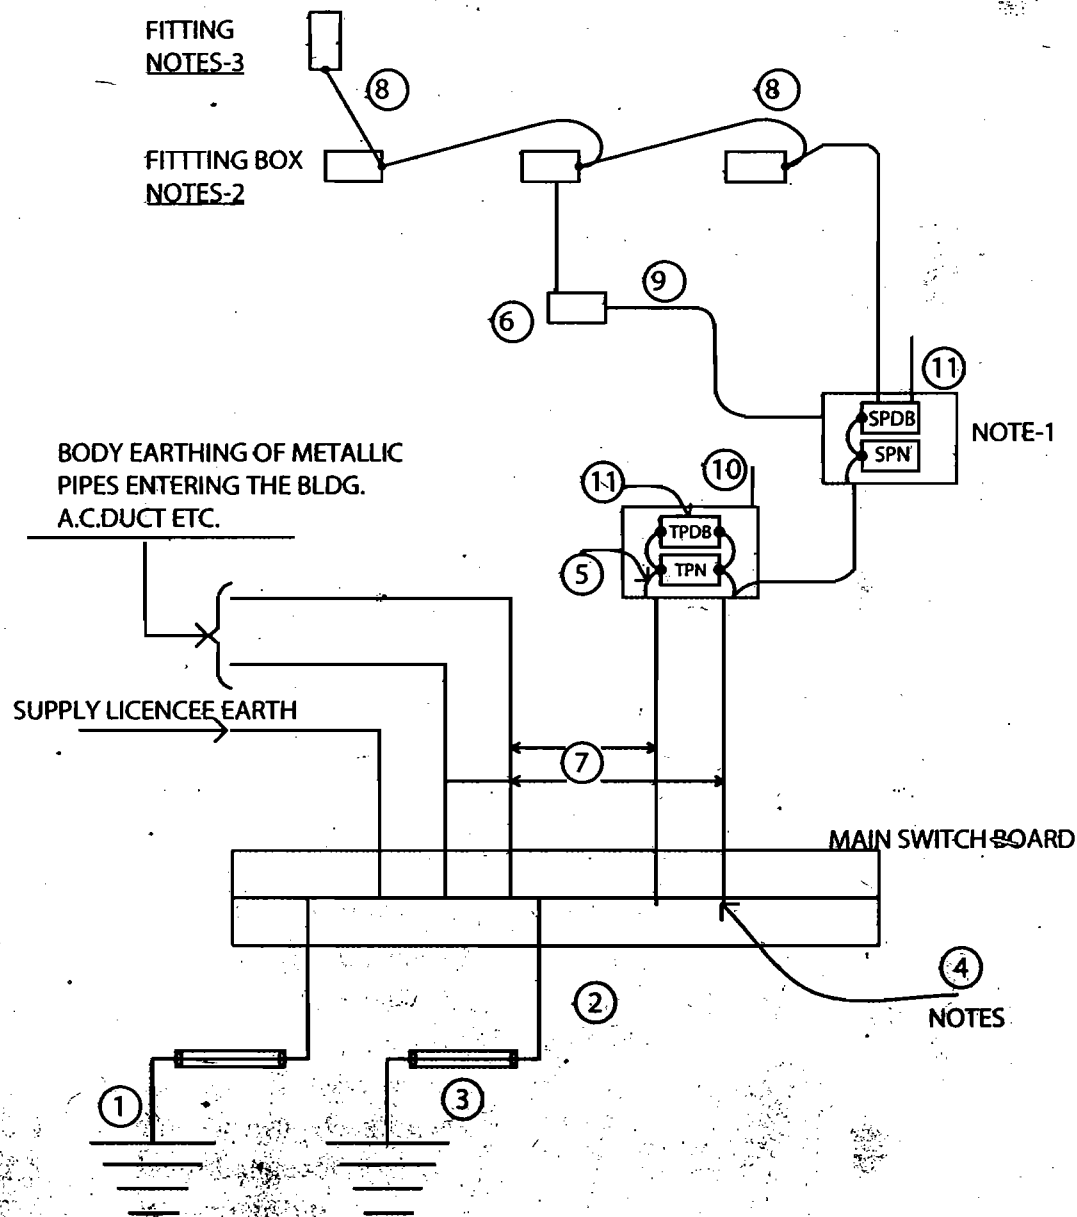 FITTING
NOTES-3
8
8
FITTTING BOX
NOTES-2
9
6
11
SPDB
SPN
NOTE-1
BODY EARTHING OF METALLIC
PIPES ENTERING THE BLDG.
A.C.DUCT ETC.
10
11
TPDB
TPN
5
SUPPLY LICENCEE EARTH
7
MAIN SWITCH BOARD
4
NOTES
2
1
3